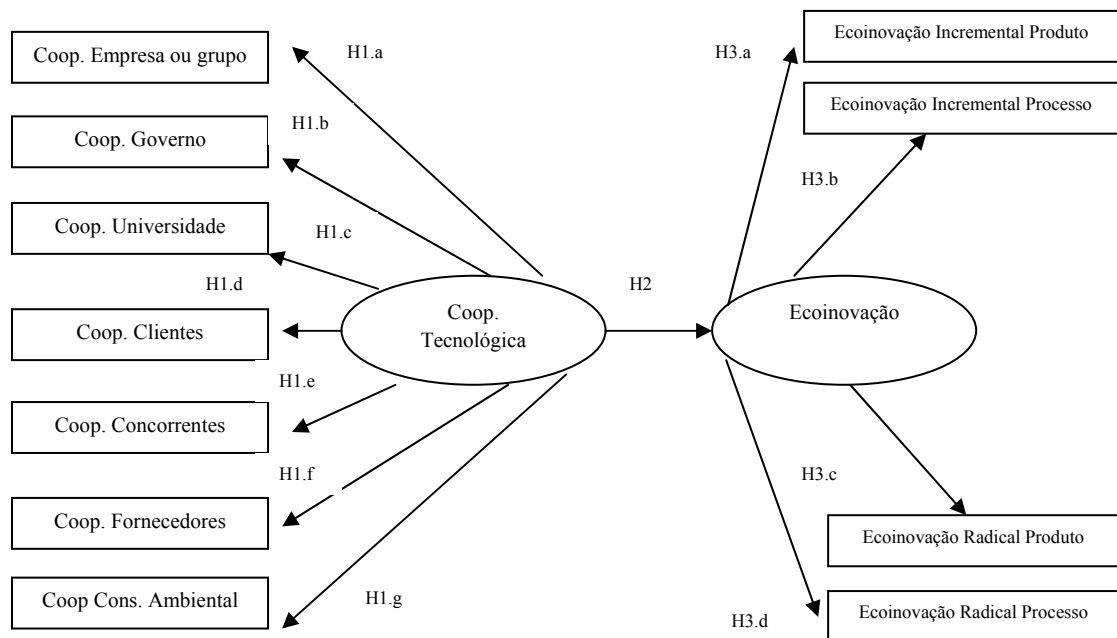 Coop. Empresa ou grupo
Coop. Governo
Coop. Universidade
Coop. Clientes
Coop. Concorrentes
Coop. Fornecedores
Coop Cons. Ambiental
H1.a
H1.b
H1.c
H1.d
H1.e
H1.f
H1.g
Coop.
Tecnológica
H2
Ecoinovação
H3.a
H3.b
H3.c
H3.d
Ecoinovação Incremental Produto
Ecoinovação Incremental Processo
Ecoinovação Radical Produto
Ecoinovação Radical Processo